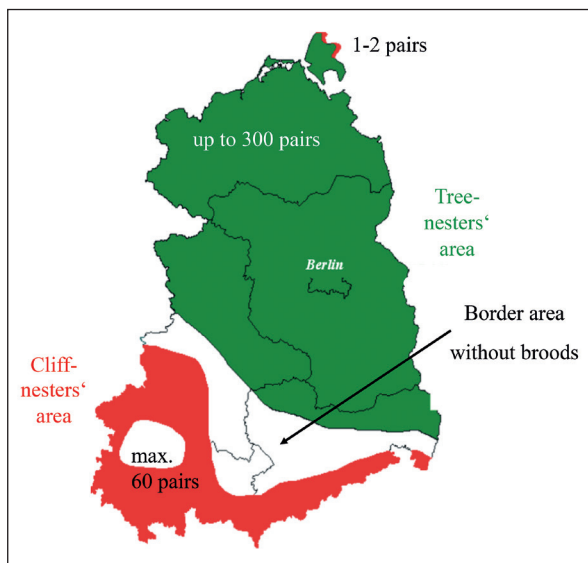 1-2 pairs
up to 300 pairs
Tree-
nesters‘
area
Berlin
Border area
without broods
Cliff-
nesters‘
area
max.
60 pairs